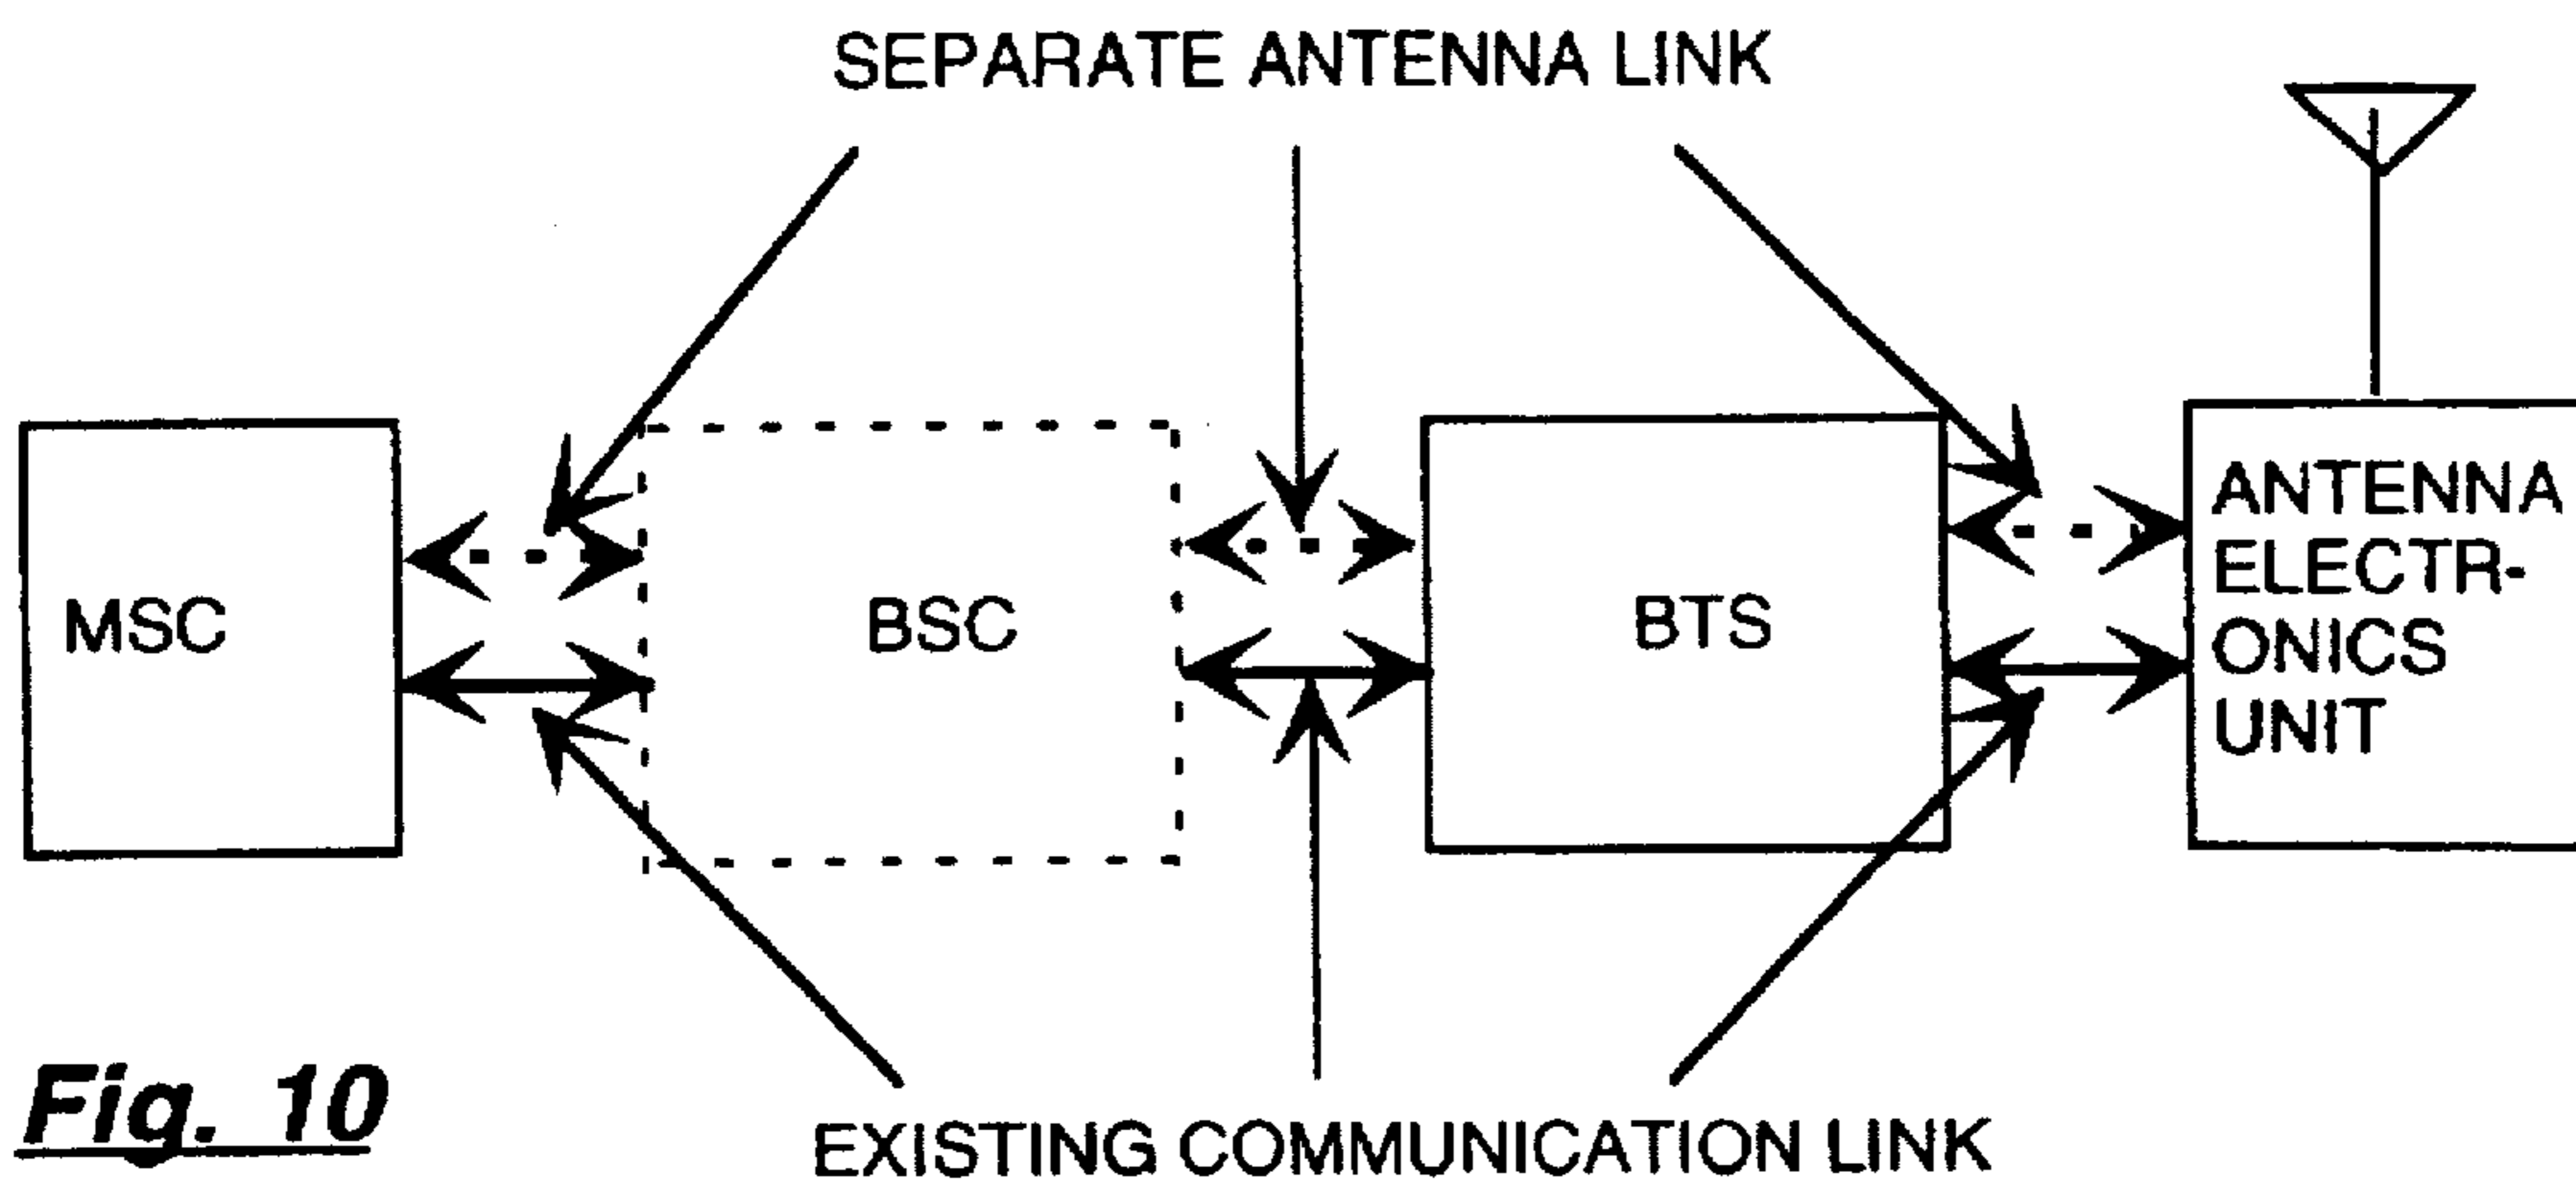 SEPARATE ANTENNA LINK
MSC
BSC
BTS
ANTENNA
ELECTR-
ONICS
UNIT
Fig. 10
EXISTING COMMUNICATION LINK